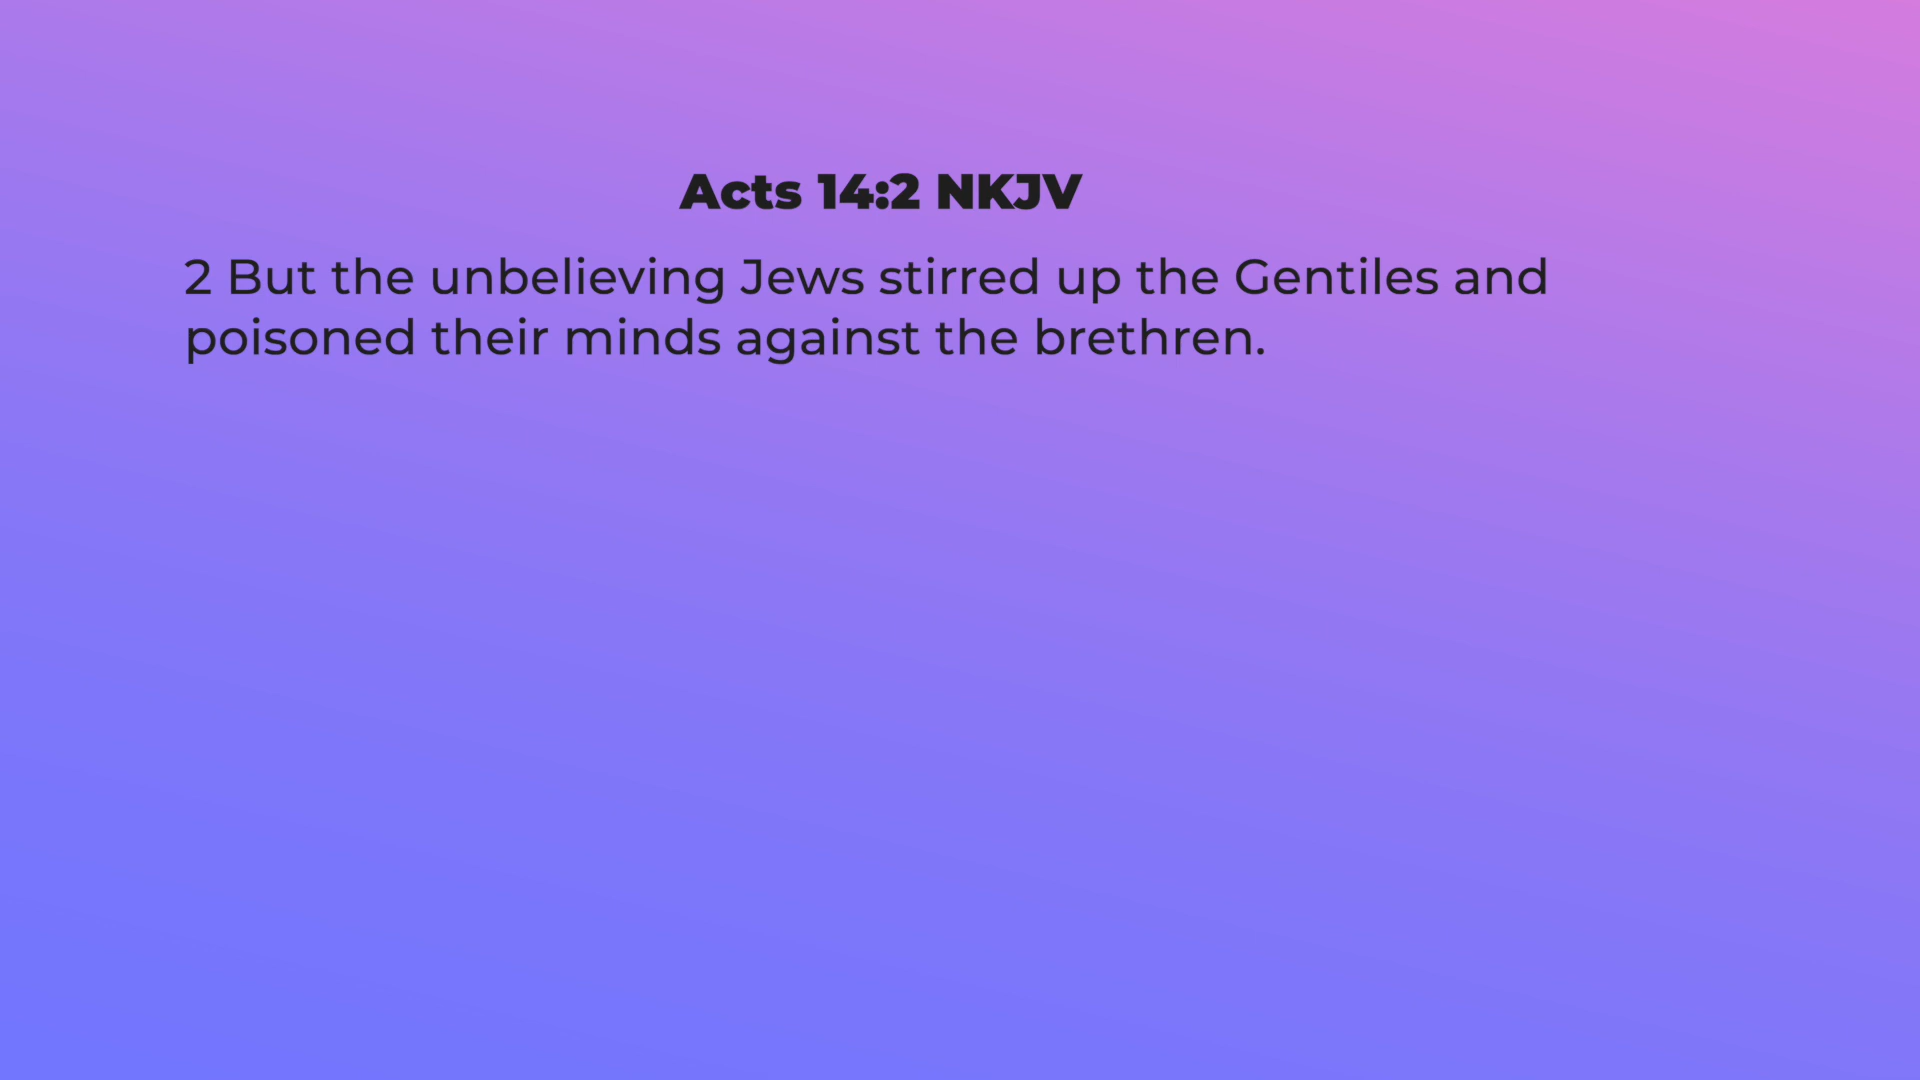 Acts 14:2 NKJV
2 But the unbelieving Jews stirred up the Gentiles and
poisoned their minds against the brethren.